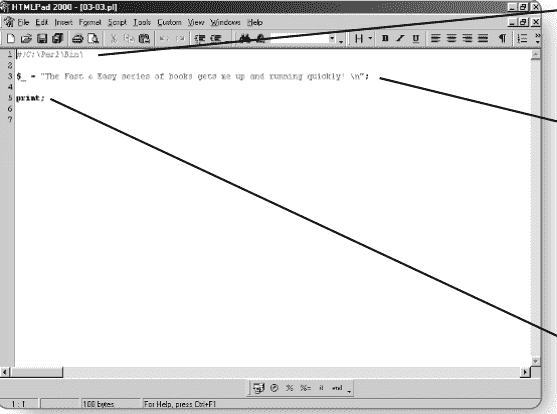 HTMLPad 2000 - [03-03.pl]
File Edit Insert Format Script Tools Custom View Windows Help
H B I U ¶
1 #!C:\Perl\Bin\
2
3 $_ = "The Fast & Easy series of books gets me up and running quickly! \n";
4
5 print;
6
7
% %= if end
1 : 1 100 bytes For Help, press Ctrl+F1